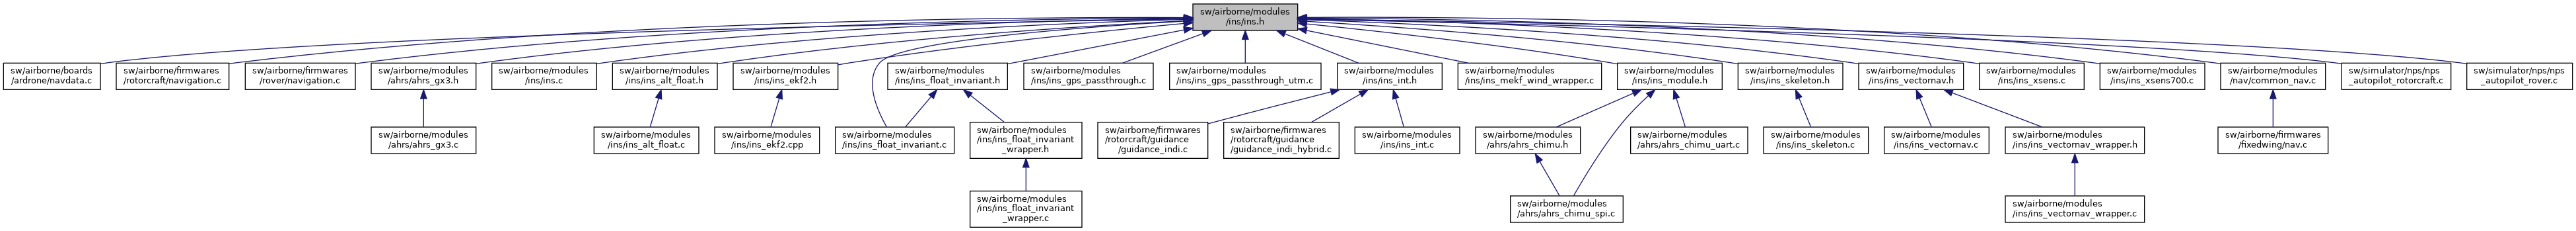 sw/airborne/modules
/ins/ins.h
sw/airborne/boards
/ardrone/navdata.c
sw/airborne/firmwares
/rotorcraft/navigation.c
sw/airborne/firmwares
/rover/navigation.c
sw/airborne/modules
/ahrs/ahrs_gx3.h
sw/airborne/modules
/ins/ins.c
sw/airborne/modules
/ins/ins_alt_float.h
sw/airborne/modules
/ins/ins_ekf2.h
sw/airborne/modules
/ins/ins_float_invariant.h
sw/airborne/modules
/ins/ins_gps_passthrough.c
sw/airborne/modules
/ins/ins_gps_passthrough_utm.c
sw/airborne/modules
/ins/ins_int.h
sw/airborne/modules
/ins/ins_mekf_wind_wrapper.c
sw/airborne/modules
/ins/ins_module.h
sw/airborne/modules
/ins/ins_skeleton.h
sw/airborne/modules
/ins/ins_vectornav.h
sw/airborne/modules
/ins/ins_xsens.c
sw/airborne/modules
/ins/ins_xsens700.c
sw/airborne/modules
/nav/common_nav.c
sw/simulator/nps/nps
_autopilot_rotorcraft.c
sw/simulator/nps/nps
_autopilot_rover.c
sw/airborne/modules
/ahrs/ahrs_gx3.c
sw/airborne/modules
/ins/ins_alt_float.c
sw/airborne/modules
/ins/ins_ekf2.cpp
sw/airborne/modules
/ins/ins_float_invariant.c
sw/airborne/modules
/ins/ins_float_invariant
_wrapper.h
sw/airborne/firmwares
/rotorcraft/guidance
/guidance_indi.c
sw/airborne/firmwares
/rotorcraft/guidance
/guidance_indi_hybrid.c
sw/airborne/modules
/ins/ins_int.c
sw/airborne/modules
/ahrs/ahrs_chimu.h
sw/airborne/modules
/ahrs/ahrs_chimu_uart.c
sw/airborne/modules
/ins/ins_skeleton.c
sw/airborne/modules
/ins/ins_vectornav.c
sw/airborne/modules
/ins/ins_vectornav_wrapper.h
sw/airborne/firmwares
/fixedwing/nav.c
sw/airborne/modules
/ins/ins_float_invariant
_wrapper.c
sw/airborne/modules
/ahrs/ahrs_chimu_spi.c
sw/airborne/modules
/ins/ins_vectornav_wrapper.c